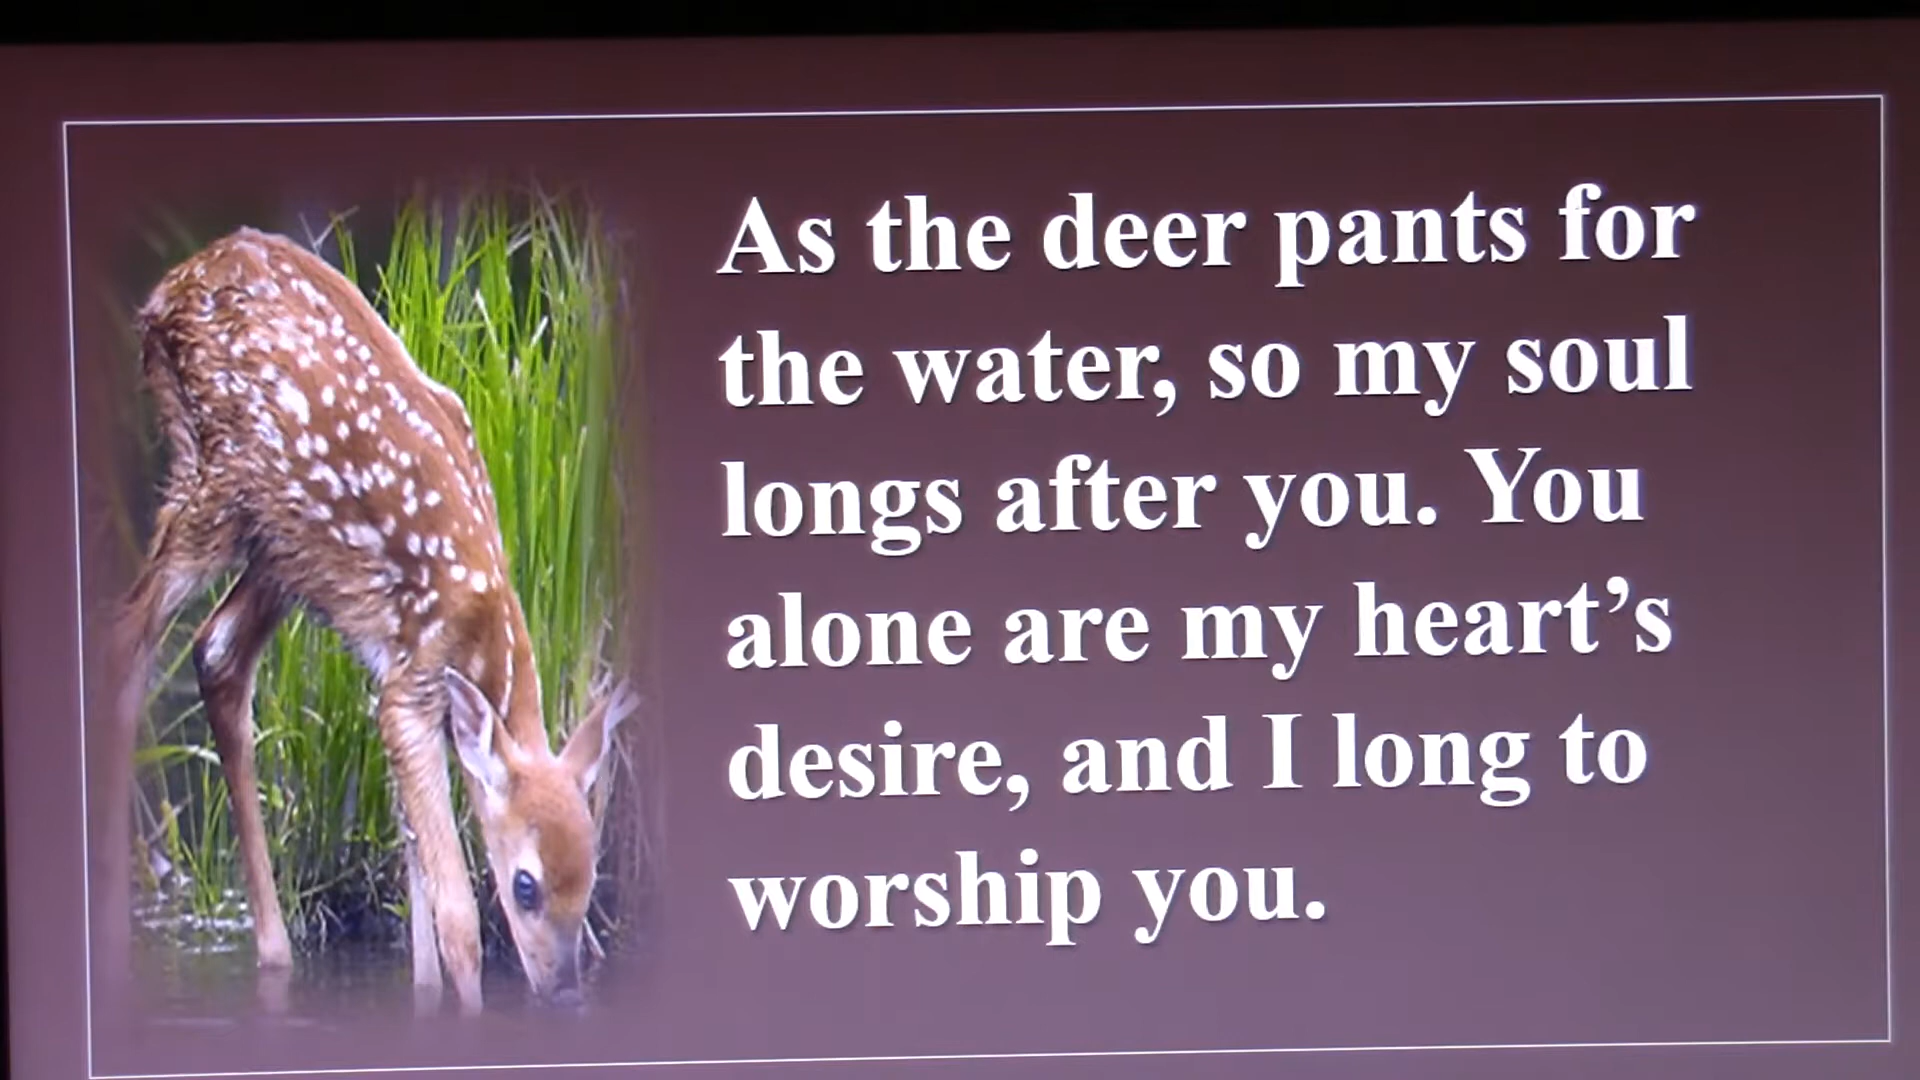 As the deer pants for
the water, so my soul
longs after you. You
alone are my heart’s
desire, and I long to
worship you.